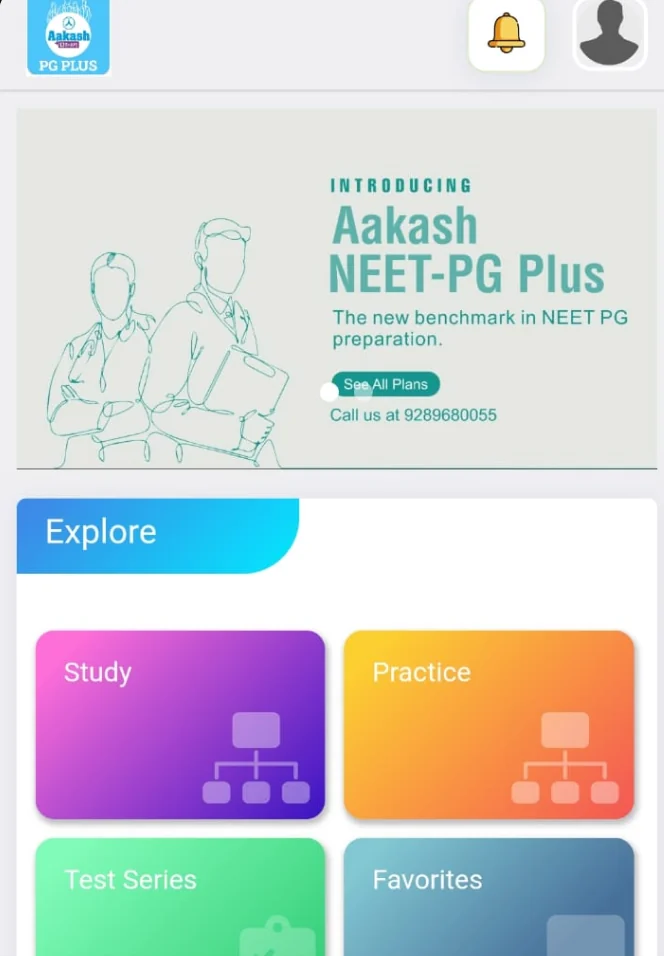 Aakash
PG PLUS
INTRODUCING
Aakash
NEET-PG Plus
The new benchmark in NEET PG
preparation.
See All Plans
Call us at 9289680055
Explore
Study
Practice
Test Series
Favorites